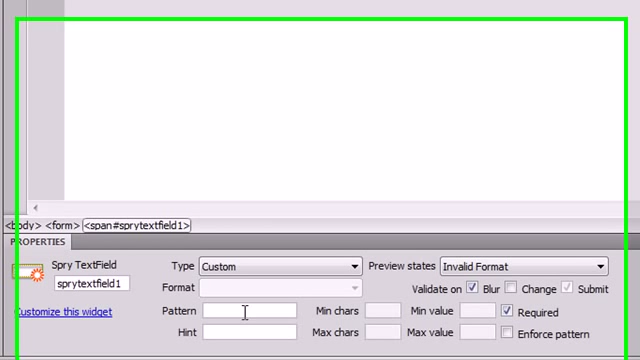 <body> <form> <span#sprytextfield1>
PROPERTIES
Spry TextField Type Custom Preview states Invalid Format
sprytextfield1 Format Validate on Blur Change Submit
Customize this widget Pattern Min chars Min value Required
Hint Max chars Max value Enforce pattern